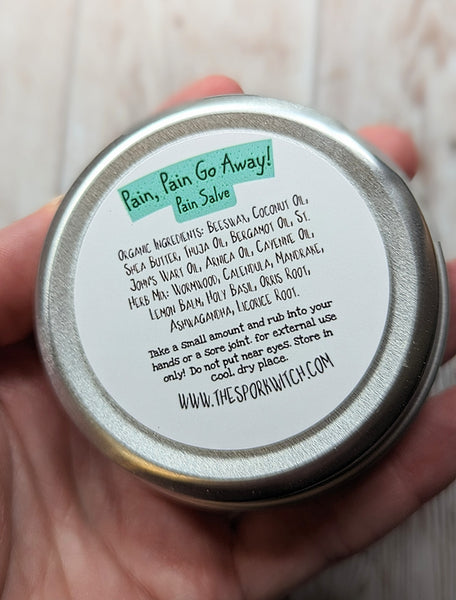 Pain, Pain Go Away!
Pain Salve
Organic Ingredients: Beeswax, Coconut Oil,
Shea Butter, Thuja Oil, Bergamot Oil, St.
Johns Wart Oil, Arnica Oil, Cayenne Oil,
Herb Mix: Wormwood, Calendula, Mandrake,
Lemon Balm, Holy Basil, Orris Root,
Ashwagandha, Licorice Root.
Take a small amount and rub into your
hands or a sore joint. for external use
only! Do not put near eyes. Store in
cool, dry place.
www.thesporkwitch.com